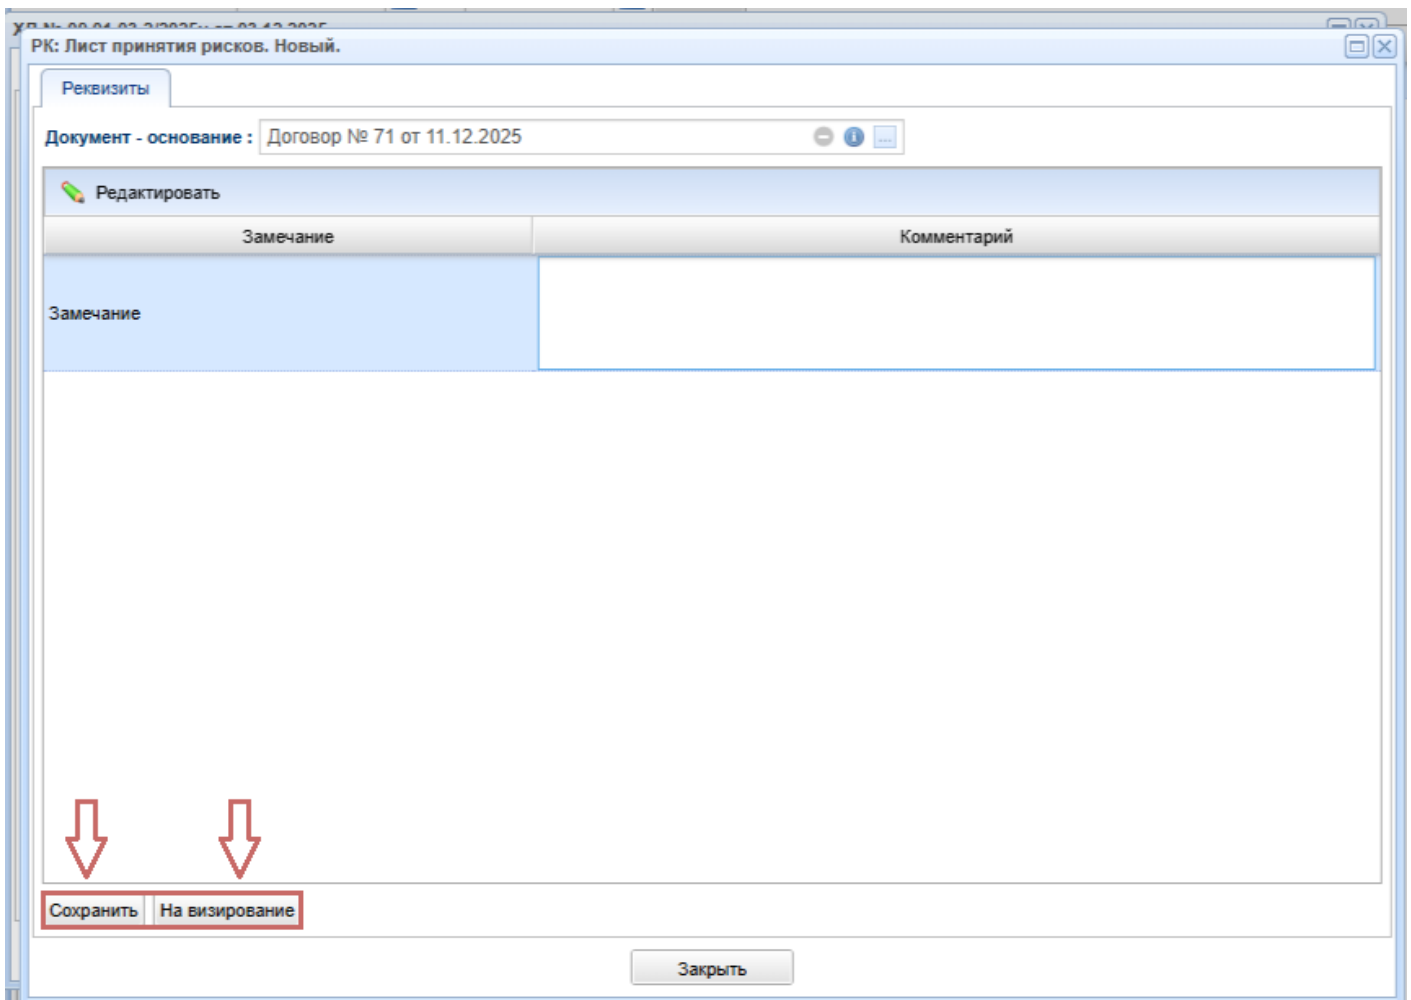 РК: Лист принятия рисков. Новый.
Реквизиты
Документ - основание : Договор № 71 от 11.12.2025
Редактировать
Замечание Комментарий
Замечание
Сохранить На визирование
Закрыть